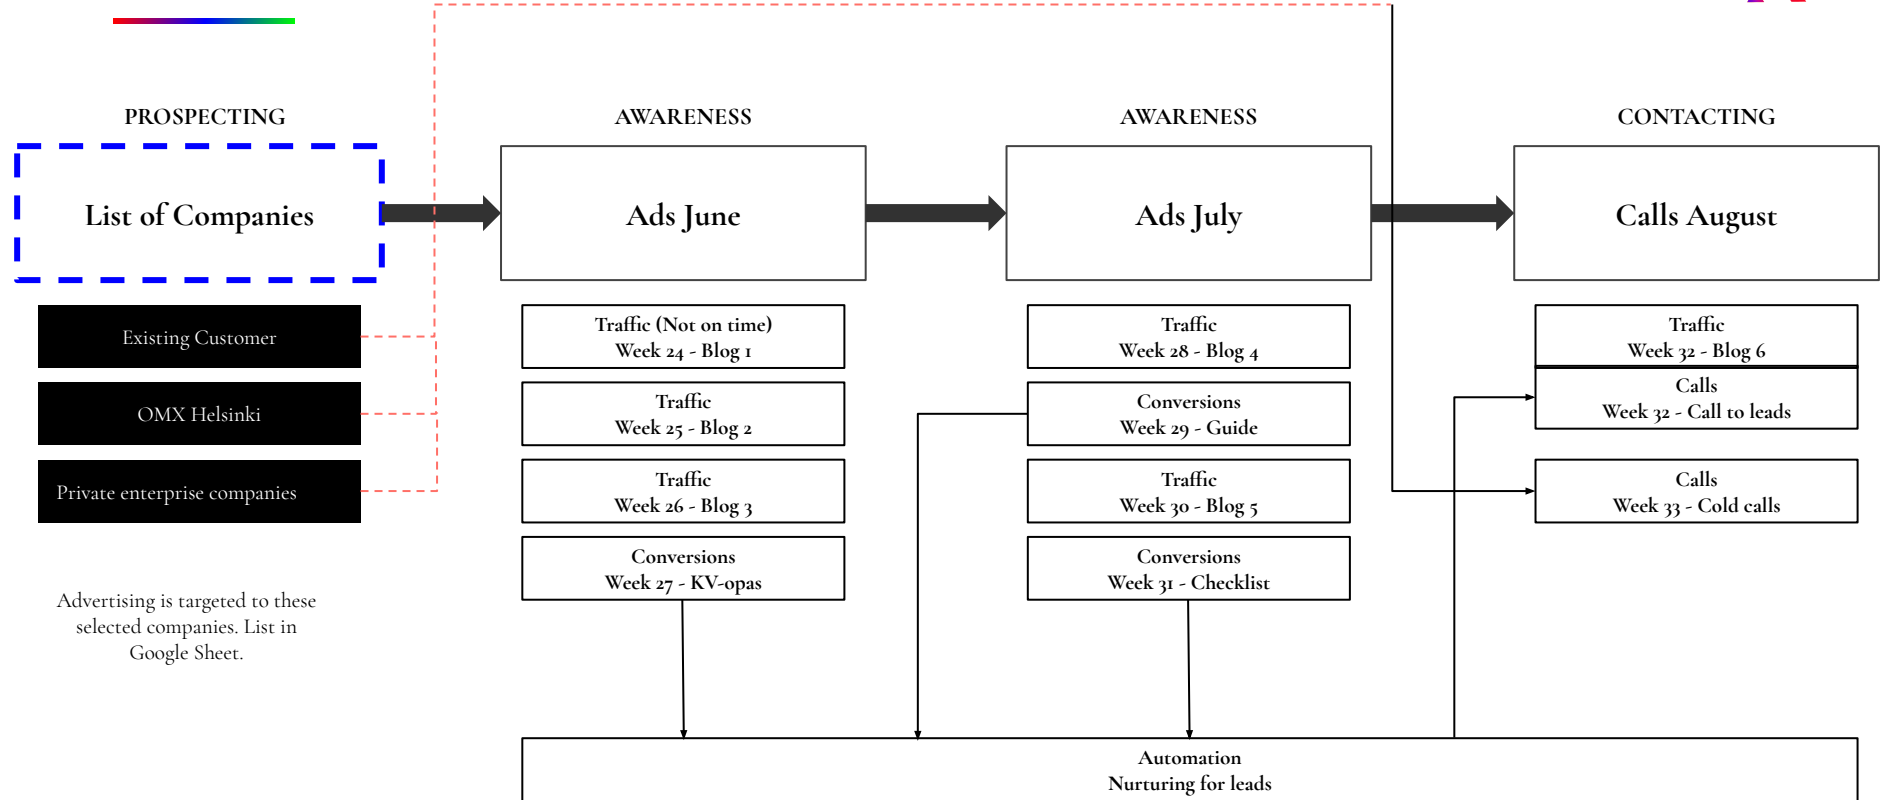 PROSPECTING
List of Companies
Existing Customer
OMX Helsinki
Private enterprise companies
Advertising is targeted to these
selected companies. List in
Google Sheet.
AWARENESS
Ads June
Traffic (Not on time)
Week 24 - Blog 1
Traffic
Week 25 - Blog 2
Traffic
Week 26 - Blog 3
Conversions
Week 27 - KV-opas
AWARENESS
Ads July
Traffic
Week 28 - Blog 4
Conversions
Week 29 - Guide
Traffic
Week 30 - Blog 5
Conversions
Week 31 - Checklist
CONTACTING
Calls August
Traffic
Week 32 - Blog 6
Calls
Week 32 - Call to leads
Calls
Week 33 - Cold calls
Automation
Nurturing for leads